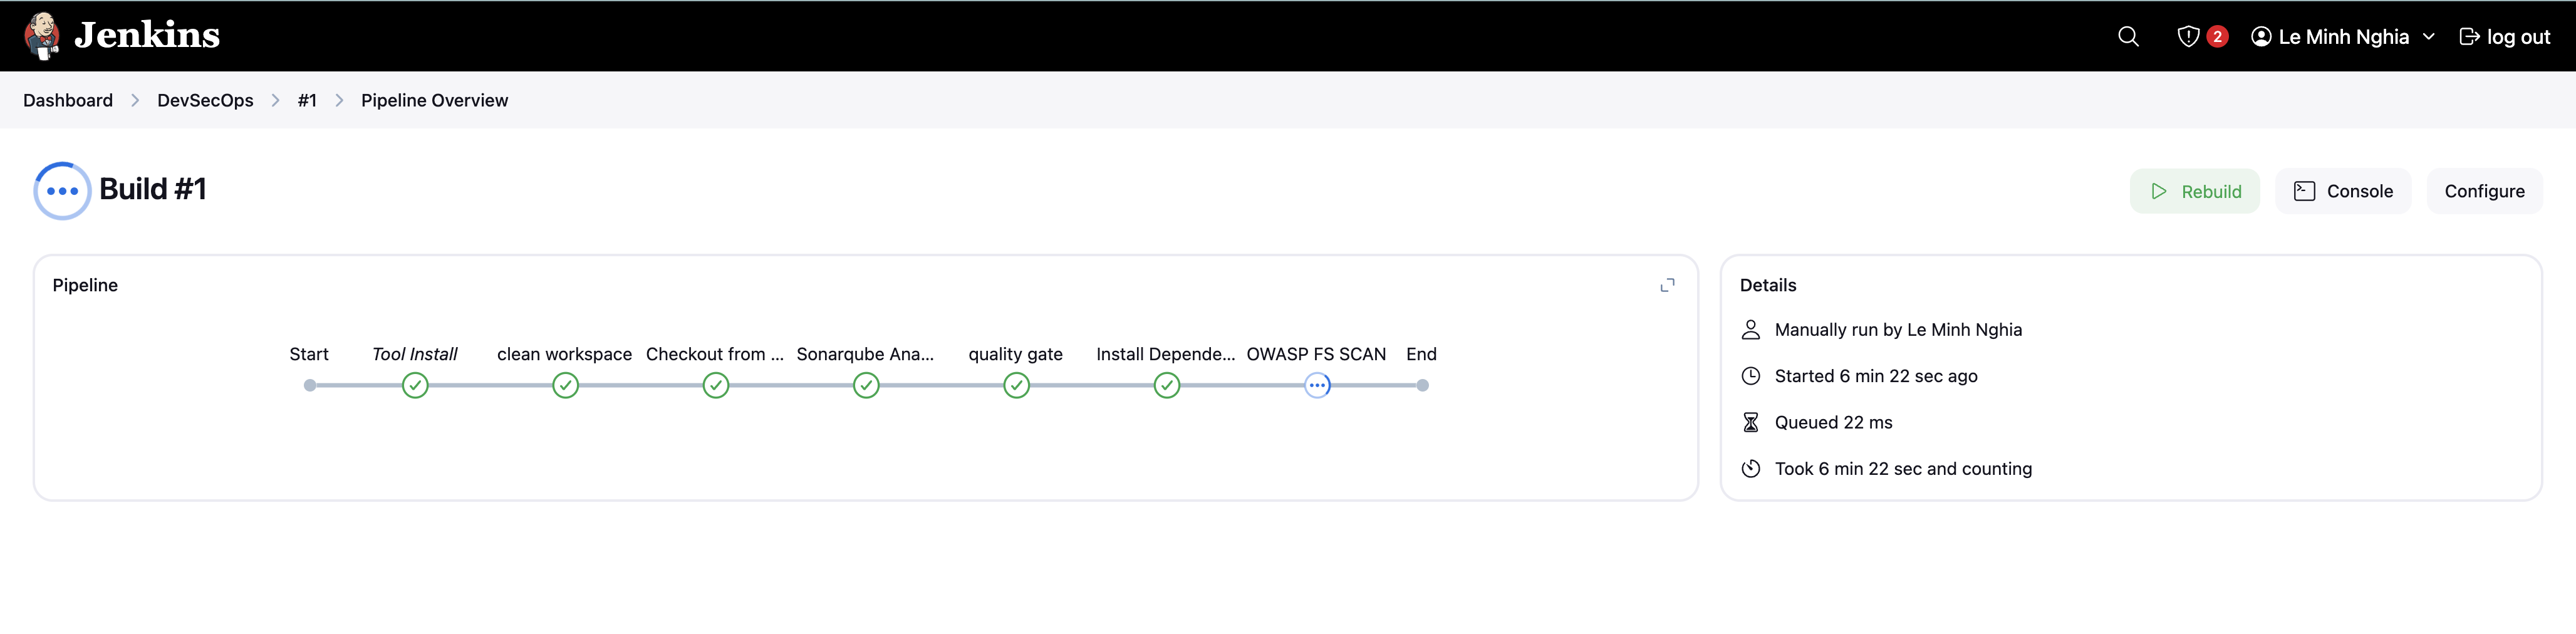 Jenkins
2 Le Minh Nghia log out
Dashboard DevSecOps #1 Pipeline Overview
Build #1
Rebuild Console Configure
Pipeline
Start Tool Install clean workspace Checkout from ... Sonarqube Ana... quality gate Install Depende... OWASP FS SCAN End
Details
Manually run by Le Minh Nghia
Started 6 min 22 sec ago
Queued 22 ms
Took 6 min 22 sec and counting